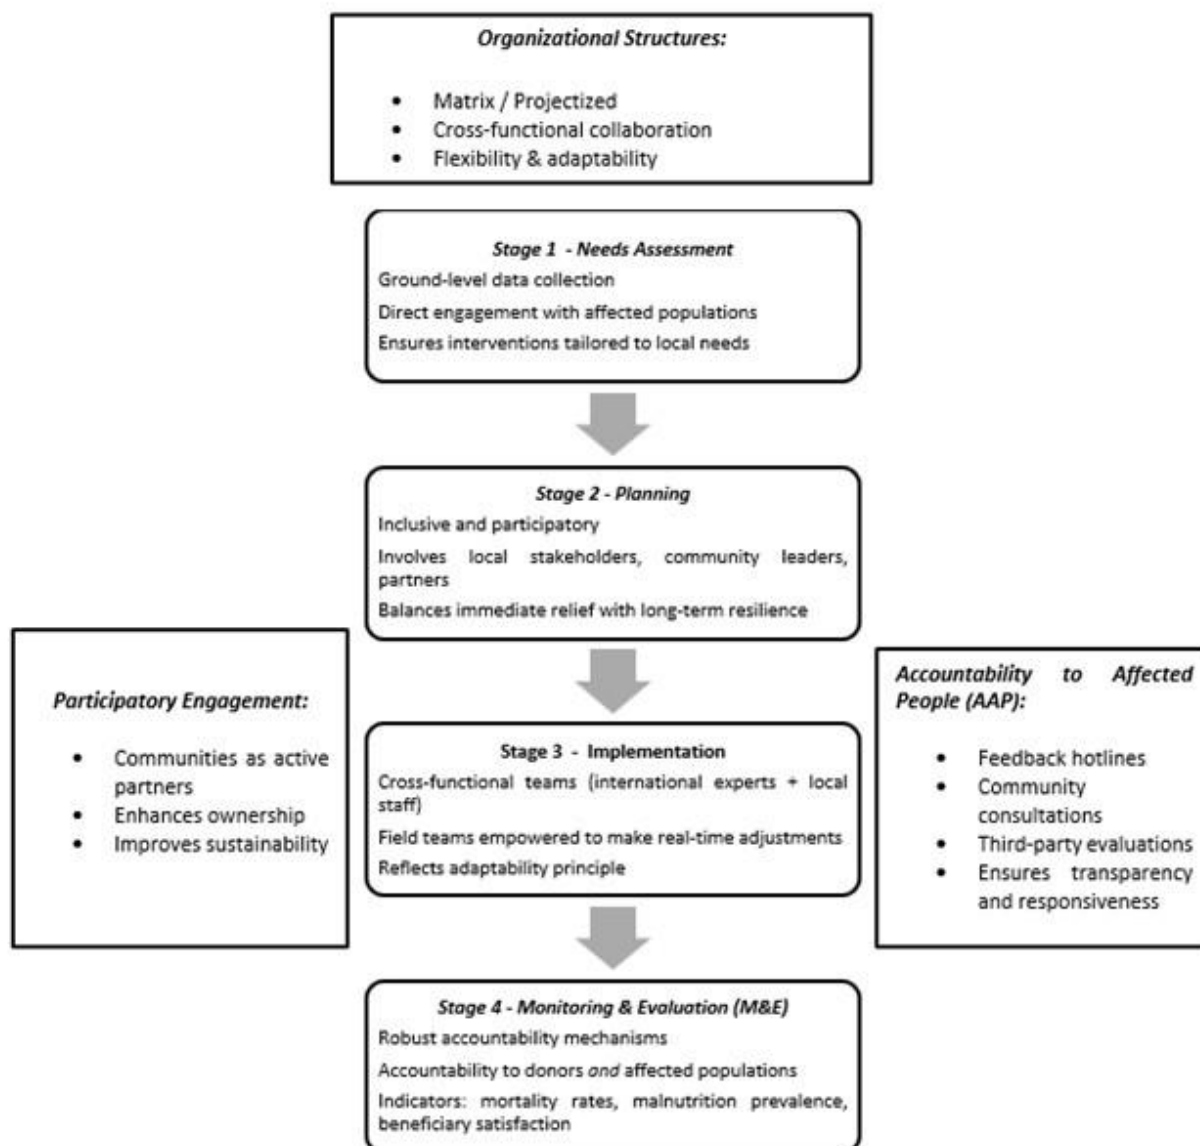 Organizational Structures:
• Matrix / Projectized
• Cross-functional collaboration
• Flexibility & adaptability
Stage 1 - Needs Assessment
Ground-level data collection
Direct engagement with affected populations
Ensures interventions tailored to local needs
Stage 2 - Planning
Inclusive and participatory
Involves local stakeholders, community leaders,
partners
Balances immediate relief with long-term resilience
Participatory Engagement:
• Communities as active
partners
• Enhances ownership
• Improves sustainability
Stage 3 - Implementation
Cross-functional teams (international experts + local
staff)
Field teams empowered to make real-time adjustments
Reflects adaptability principle
Accountability to Affected
People (AAP):
• Feedback hotlines
• Community
consultations
• Third-party evaluations
• Ensures transparency
and responsiveness
Stage 4 - Monitoring & Evaluation (M&E)
Robust accountability mechanisms
Accountability to donors and affected populations
Indicators: mortality rates, malnutrition prevalence,
beneficiary satisfaction